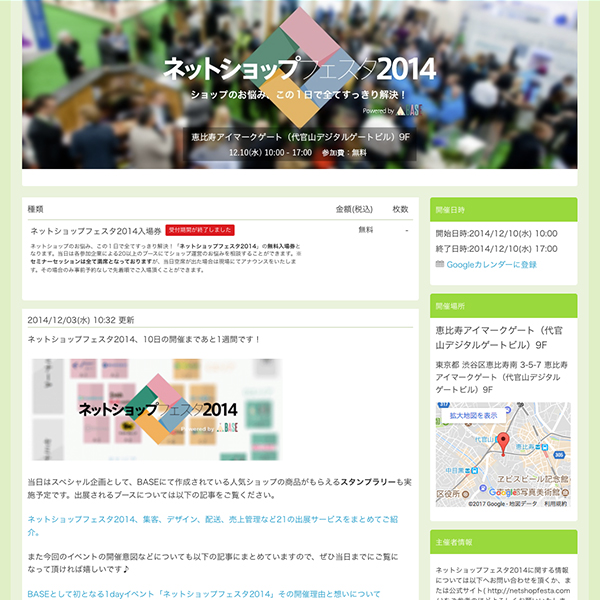 ネットショップフェスタ2014
ショップのお悩み、この1日で全てすっきり解決！
Powered by BASE
恵比寿アイマークゲート（代官山デジタルゲートビル）9F
12.10(水) 10:00 - 17:00 参加費：無料
種類 金額(税込) 枚数
ネットショップフェスタ2014入場券 受付期間が終了しました 無料 -
ネットショップのお悩み、この1日で全てすっきり解決！「ネットショップフェスタ2014」の無料入場券と
なります。当日は各参加企業による20以上のブースにてショップ運営のお悩みを相談することができます。※
セミナーセッションは全て満席となっておりますが、当日空席が出た場合は現場にてアナウンスをいたしま
す。その場合のみ事前予約なしで先着順でご入場頂くことができます。
2014/12/03(水) 10:32 更新
ネットショップフェスタ2014、10日の開催まであと1週間です！
ネットショップフェスタ2014
Powered by BASE
当日はスペシャル企画として、BASEにて作成されている人気ショップの商品がもらえるスタンプラリーも実
施予定です。出展されるブースについては以下の記事をご覧ください。
ネットショップフェスタ2014、集客、デザイン、配送、売上管理など21の出展サービスをまとめてご紹
介。
また今回のイベントの開催意図などについても以下の記事にまとめていますので、ぜひ当日までにご覧に
なって頂ければ嬉しいです♪
BASEとして初となる1dayイベント「ネットショップフェスタ2014」その開催理由と想いについて
開催日時
開始日時:2014/12/10(水) 10:00
終了日時:2014/12/10(水) 17:00
Googleカレンダーに登録
開催場所
恵比寿アイマークゲート（代官
山デジタルゲートビル）9F
東京都 渋谷区恵比寿南 3-5-7 恵比寿
アイマークゲート（代官山デジタル
ゲートビル）9F
拡大地図を表示
代官山
恵比寿
中目黒
ヱビスビール記念館
区役所
東京都写真美術館
©2017 Google - 地図データ 利用規約
主催者情報
ネットショップフェスタ2014に関する情報
については以下へお問い合わせを頂くか、ま
たは公式サイト( http://netshopfesta.com